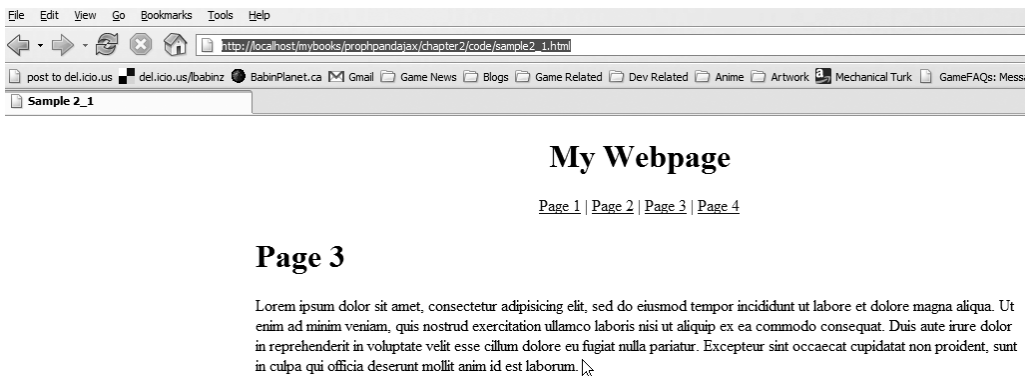 File Edit View Go Bookmarks Tools Help
http://localhost/mybooks/prophpandajax/chapter2/code/sample2_1.html
post to del.icio.us del.icio.us/babinz BabinPlanet.ca Gmail Game News Blogs Game Related Dev Related Anime Artwork Mechanical Turk GameFAQs: Messa
Sample 2_1
My Webpage
Page 1 | Page 2 | Page 3 | Page 4
Page 3
Lorem ipsum dolor sit amet, consectetur adipisicing elit, sed do eiusmod tempor incididunt ut labore et dolore magna aliqua. Ut
enim ad minim veniam, quis nostrud exercitation ullamco laboris nisi ut aliquip ex ea commodo consequat. Duis aute irure dolor
in reprehenderit in voluptate velit esse cillum dolore eu fugiat nulla pariatur. Excepteur sint occaecat cupidatat non proident, sunt
in culpa qui officia deserunt mollit anim id est laborum.